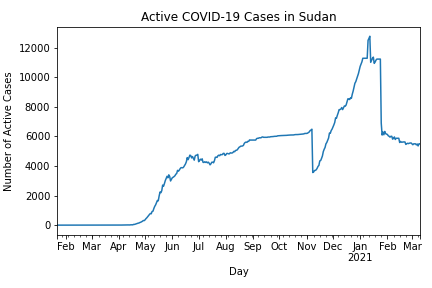 Active COVID-19 Cases in Sudan
Number of Active Cases
12000
10000
8000
6000
4000
2000
0
Feb Mar Apr May Jun Jul Aug Sep Oct Nov Dec Jan Feb Mar
2021
Day